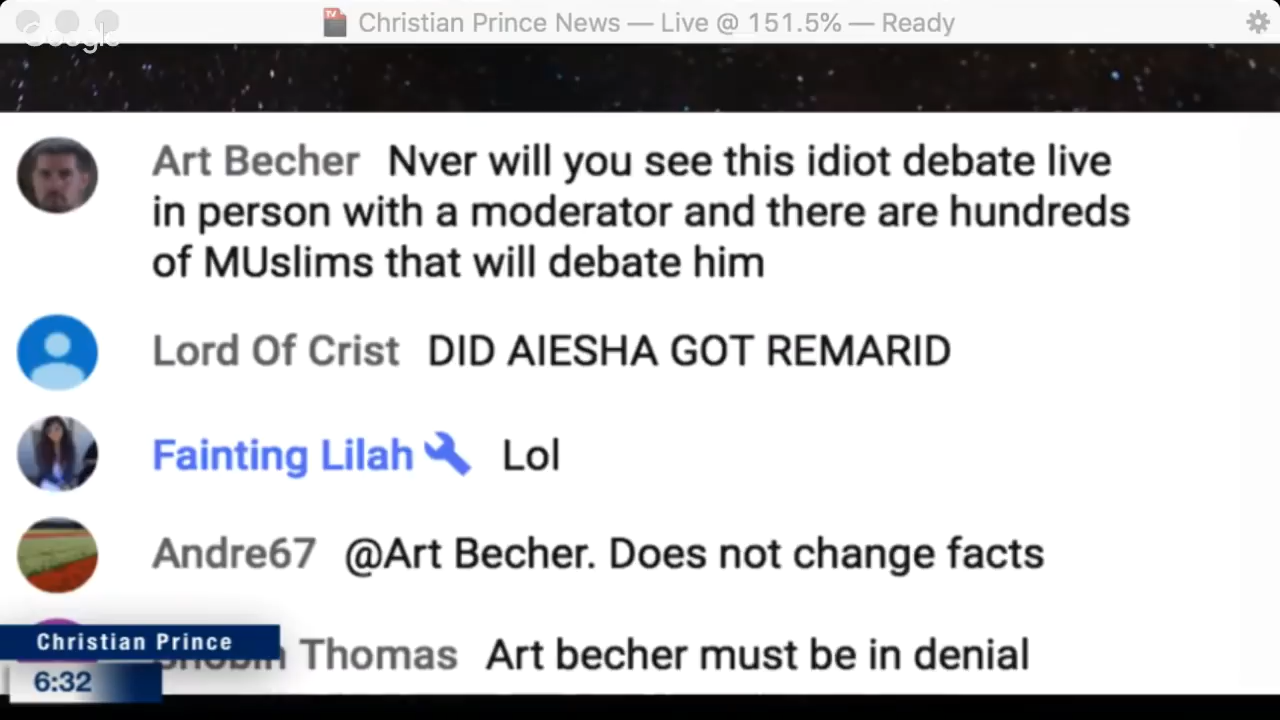 TV Christian Prince News — Live @ 151.5% — Ready
Google
Art Becher Nver will you see this idiot debate live
in person with a moderator and there are hundreds
of MUslims that will debate him
Lord Of Crist DID AIESHA GOT REMARID
Fainting Lilah Lol
Andre67 @Art Becher. Does not change facts
Thomas Art becher must be in denial
Christian Prince
6:32